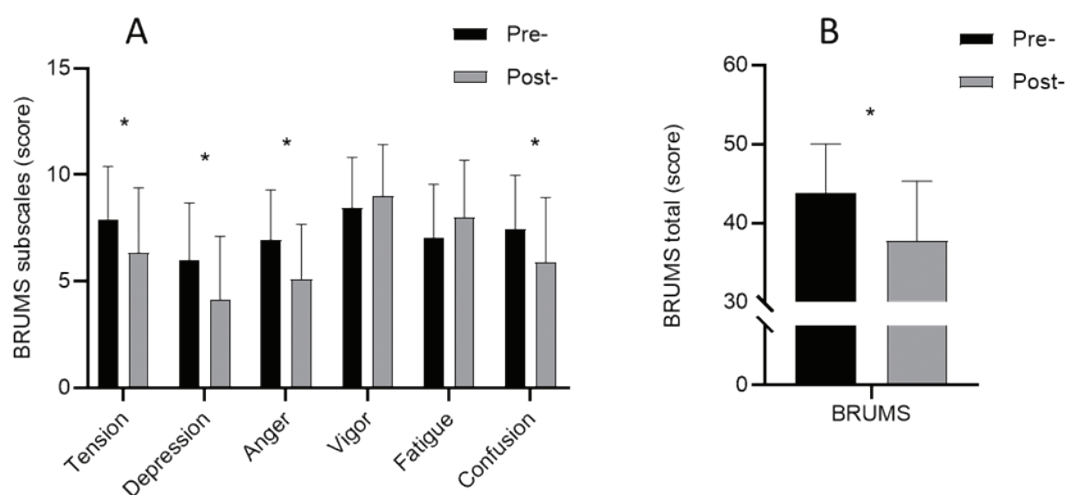 A
Pre-
Post-
BRUMS subscales (score)
15
10
5
0
*
*
*
*
Tension
Depression
Anger
Vigor
Fatigue
Confusion
B
Pre-
Post-
BRUMS total (score)
60
50
40
30
0
*
BRUMS